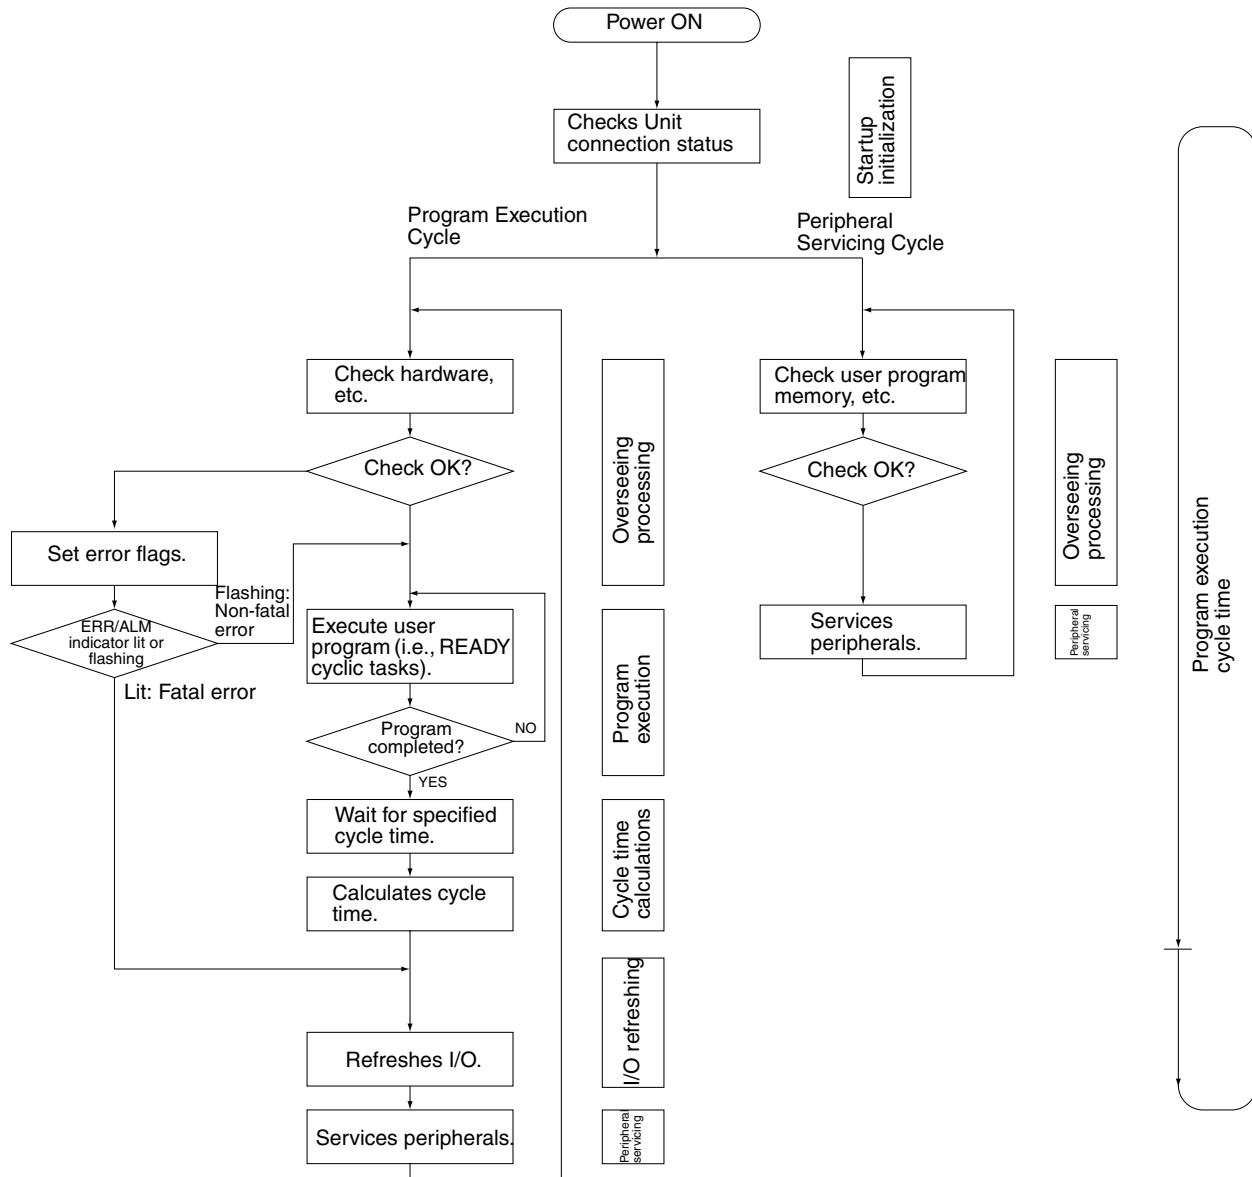 Power ON
Checks Unit
connection status
Startup
initialization
Program Execution
Cycle
Peripheral
Servicing Cycle
Check hardware,
etc.
Check OK?
Set error flags.
Flashing:
Non-fatal
error
ERR/ALM
indicator lit or
flashing
Lit: Fatal error
Execute user
program (i.e., READY
cyclic tasks).
Program
completed?
NO
YES
Wait for specified
cycle time.
Calculates cycle
time.
Refreshes I/O.
Services peripherals.
Overseeing
processing
Program
execution
Cycle time
calculations
I/O refreshing
Peripheral
servicing
Check user program
memory, etc.
Check OK?
Services
peripherals.
Overseeing
processing
Peripheral
servicing
Program execution
cycle time